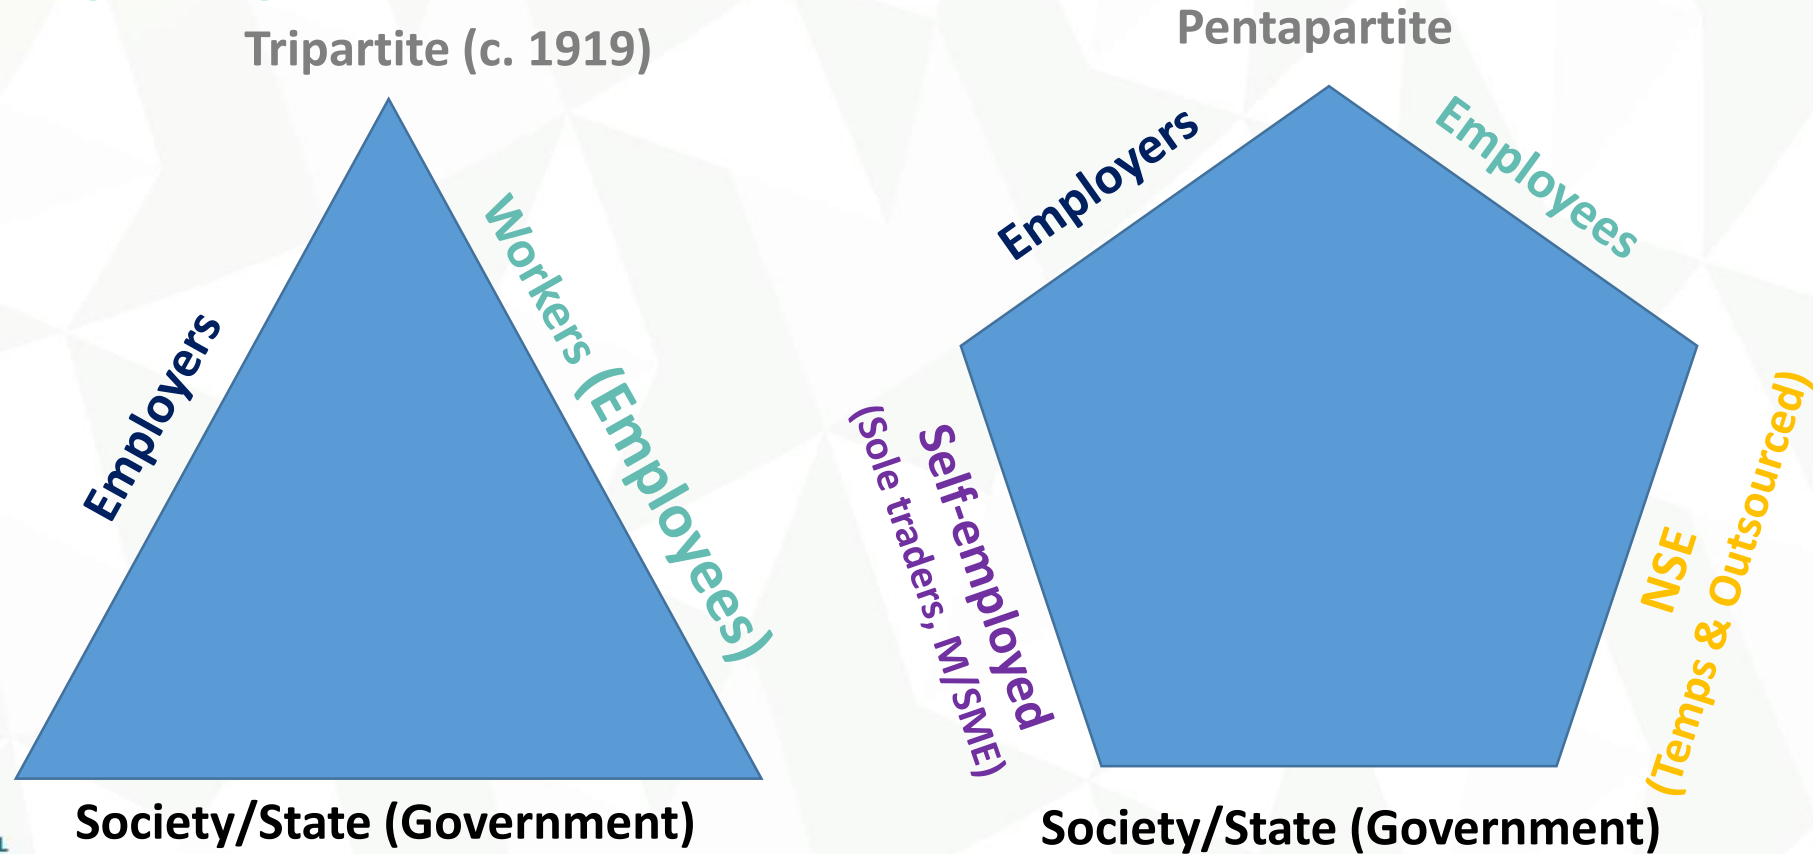 Tripartite (c. 1919)
Employers
Workers (Employees)
Society/State (Government)
Pentapartite
Employers
Employees
Self-employed
(Sole traders, M/SME)
NSE
(Temps & Outsourced)
Society/State (Government)